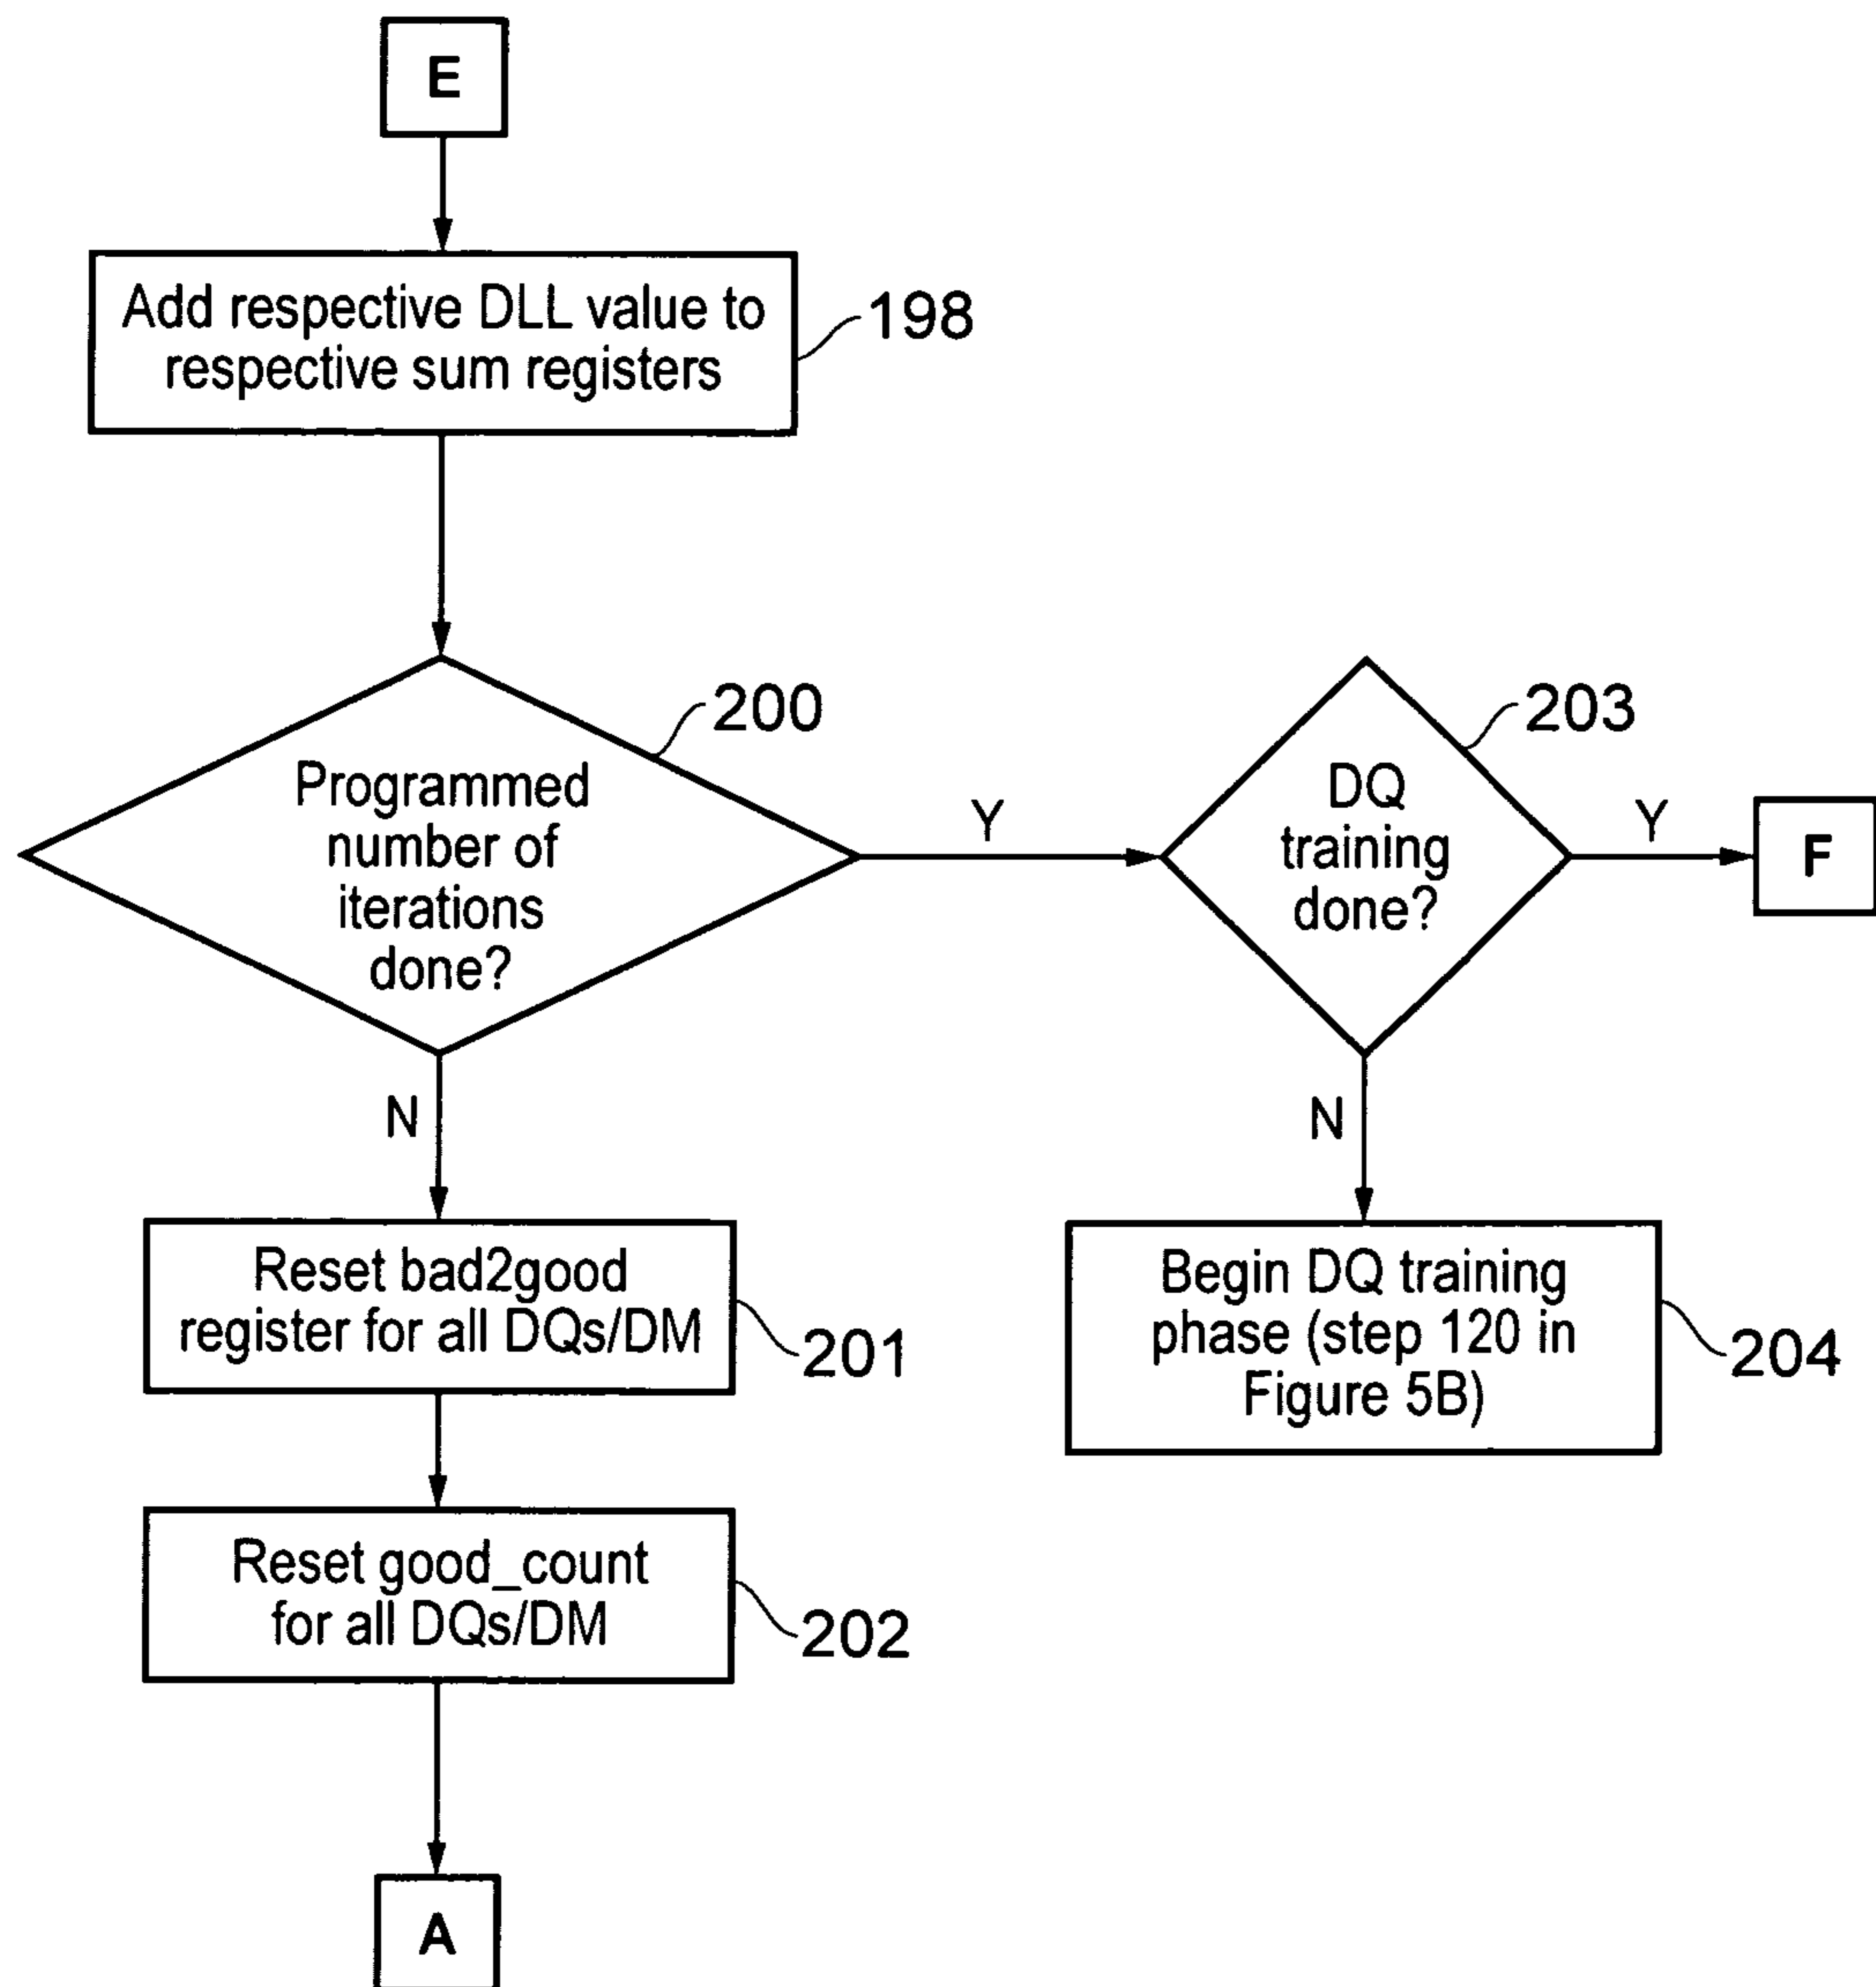 E
Add respective DLL value to
respective sum registers
198
Programmed
number of
iterations
done?
200
Y
DQ
training
done?
203
Y
F
N
N
Reset bad2good
register for all DQs/DM
201
Begin DQ training
phase (step 120 in
Figure 5B)
204
Reset good_count
for all DQs/DM
202
A